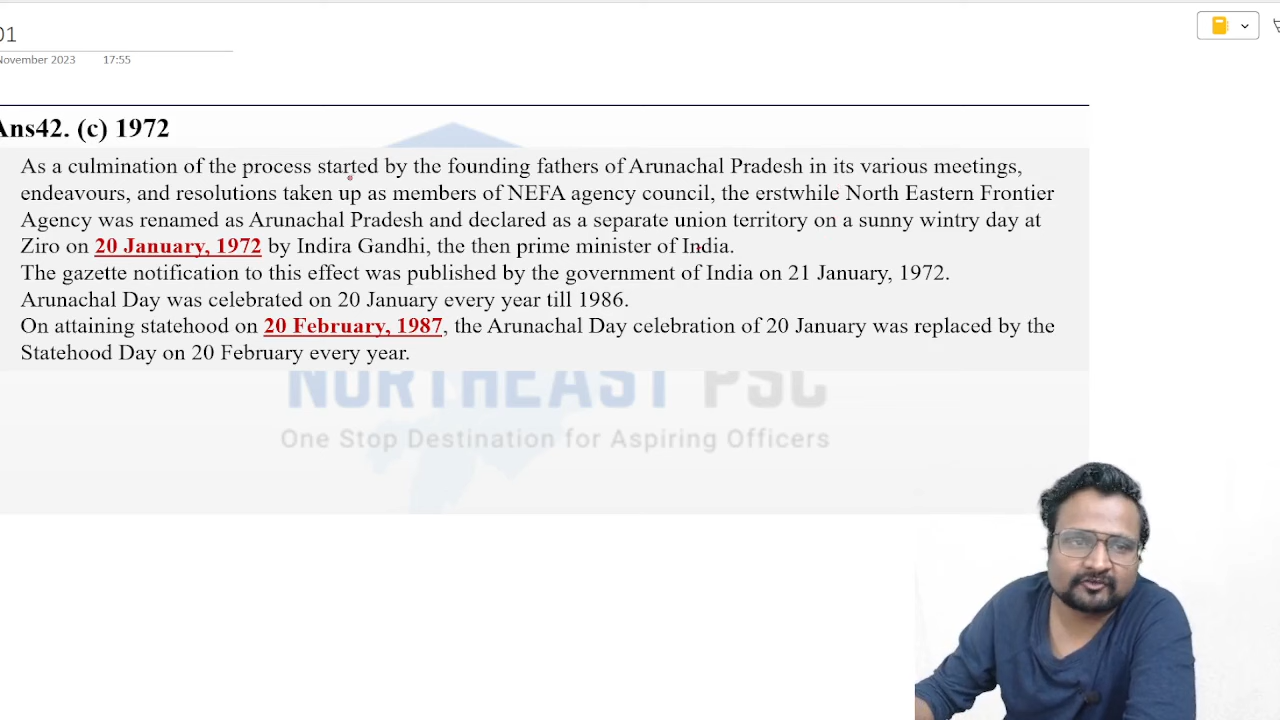 01
November 2023 17:55
Ans42. (c) 1972
As a culmination of the process started by the founding fathers of Arunachal Pradesh in its various meetings,
endeavours, and resolutions taken up as members of NEFA agency council, the erstwhile North Eastern Frontier
Agency was renamed as Arunachal Pradesh and declared as a separate union territory on a sunny wintry day at
Ziro on 20 January, 1972 by Indira Gandhi, the then prime minister of India.
The gazette notification to this effect was published by the government of India on 21 January, 1972.
Arunachal Day was celebrated on 20 January every year till 1986.
On attaining statehood on 20 February, 1987, the Arunachal Day celebration of 20 January was replaced by the
Statehood Day on 20 February every year.
NORTHEAST PSC
One Stop Destination for Aspiring Officers